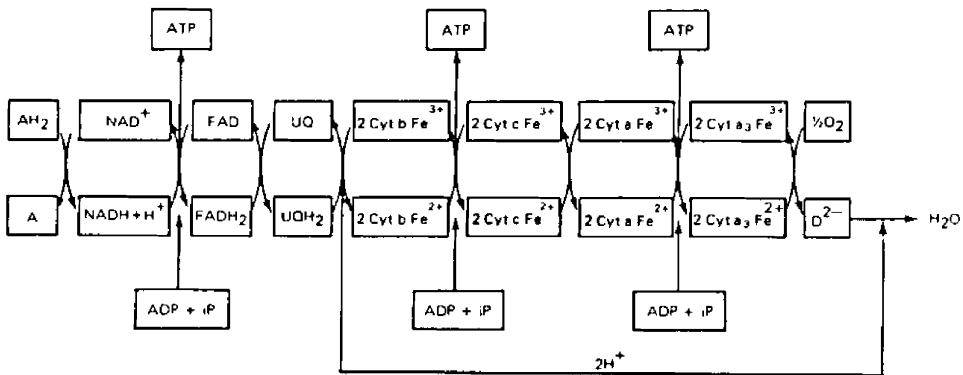 ATP ATP ATP
AH₂ NAD⁺ FAD UQ 2 Cyt b Fe³⁺ 2 Cyt c Fe³⁺ 2 Cyt a Fe³⁺ 2 Cyt a₃ Fe³⁺ ½O₂
A NADH + H⁺ FADH₂ UQH₂ 2 Cyt b Fe²⁺ 2 Cyt c Fe²⁺ 2 Cyt a Fe²⁺ 2 Cyt a₃ Fe²⁺ D²⁻ H₂O
ADP + iP ADP + iP ADP + iP
2H⁺